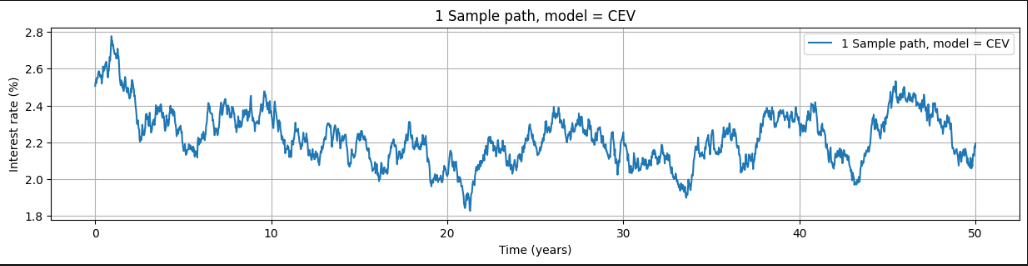 1 Sample path, model = CEV
1 Sample path, model = CEV
2.8
2.6
2.4
2.2
2.0
1.8
Interest rate (%)
0 10 20 30 40 50
Time (years)